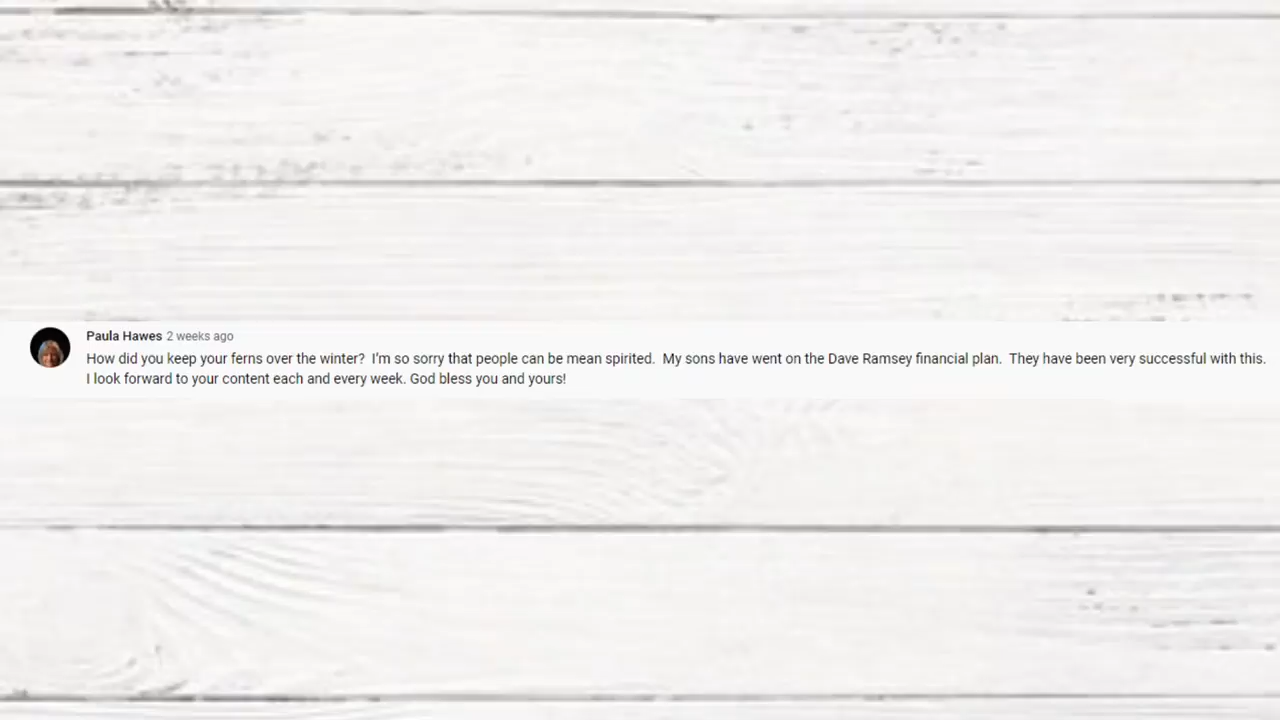 Paula Hawes 2 weeks ago
How did you keep your ferns over the winter?  I'm so sorry that people can be mean spirited.  My sons have went on the Dave Ramsey financial plan.  They have been very successful with this.
I look forward to your content each and every week. God bless you and yours!